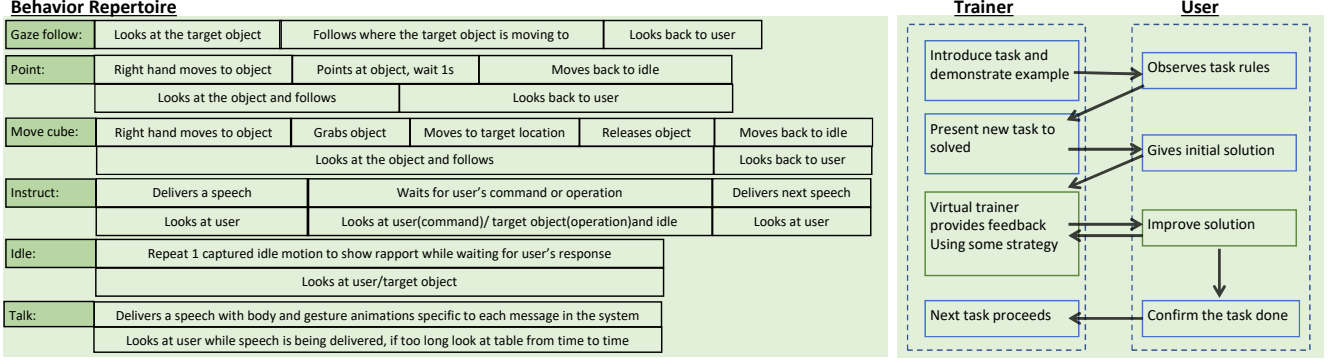 Behavior Repertoire
Gaze follow: Looks at the target object Follows where the target object is moving to Looks back to user
Point: Right hand moves to object Points at object, wait 1s Moves back to idle
Looks at the object and follows Looks back to user
Move cube: Right hand moves to object Grabs object Moves to target location Releases object Moves back to idle
Looks at the object and follows Looks back to user
Instruct: Delivers a speech Waits for user's command or operation Delivers next speech
Looks at user Looks at user(command)/ target object(operation)and idle Looks at user
Idle: Repeat 1 captured idle motion to show rapport while waiting for user's response
Looks at user/target object
Talk: Delivers a speech with body and gesture animations specific to each message in the system
Looks at user while speech is being delivered, if too long look at table from time to time
Trainer User
Introduce task and
demonstrate example
Observes task rules
Present new task to
solved
Gives initial solution
Virtual trainer
provides feedback
Using some strategy
Improve solution
Next task proceeds
Confirm the task done